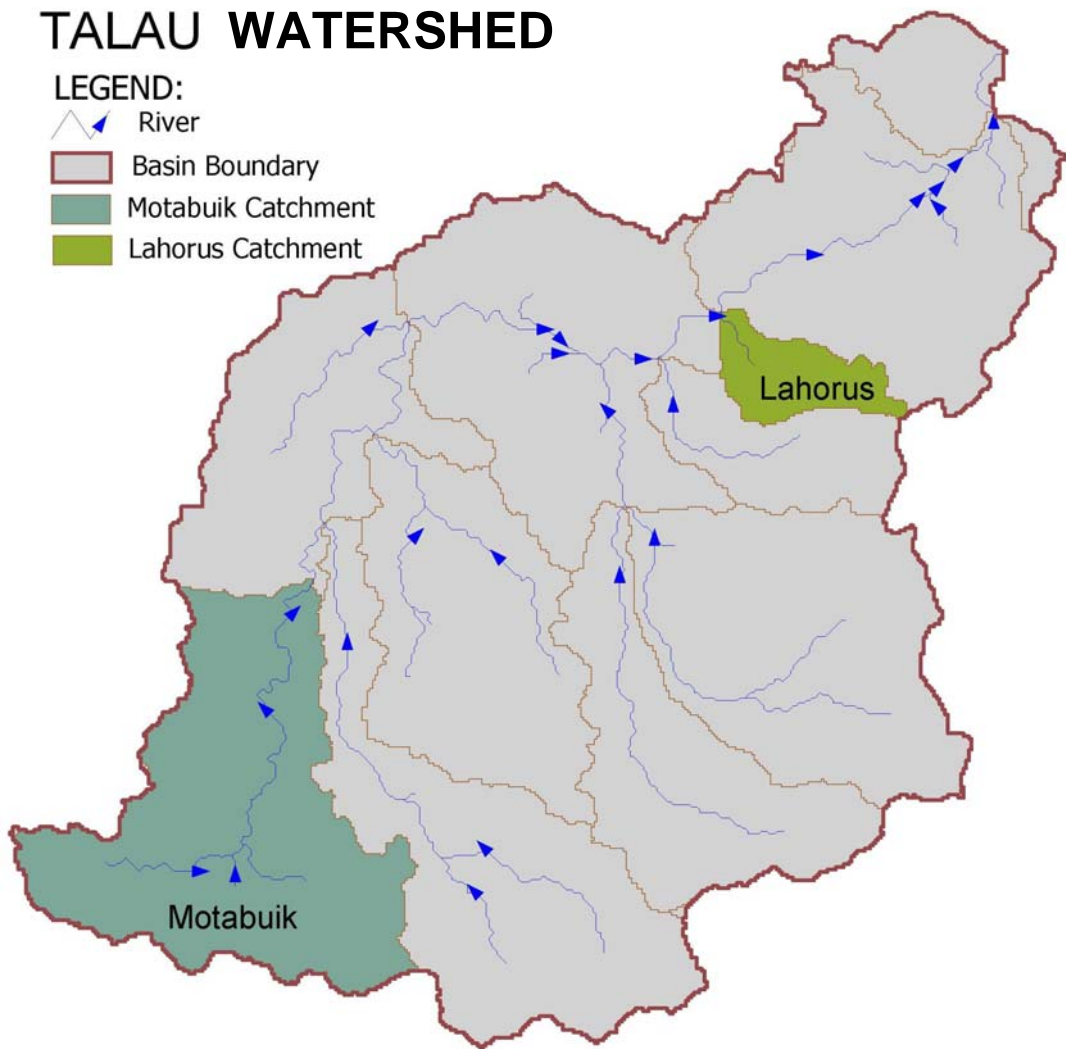 TALAU WATERSHED
LEGEND:
River
Basin Boundary
Motabuik Catchment
Lahorus Catchment
Lahorus
Motabuik